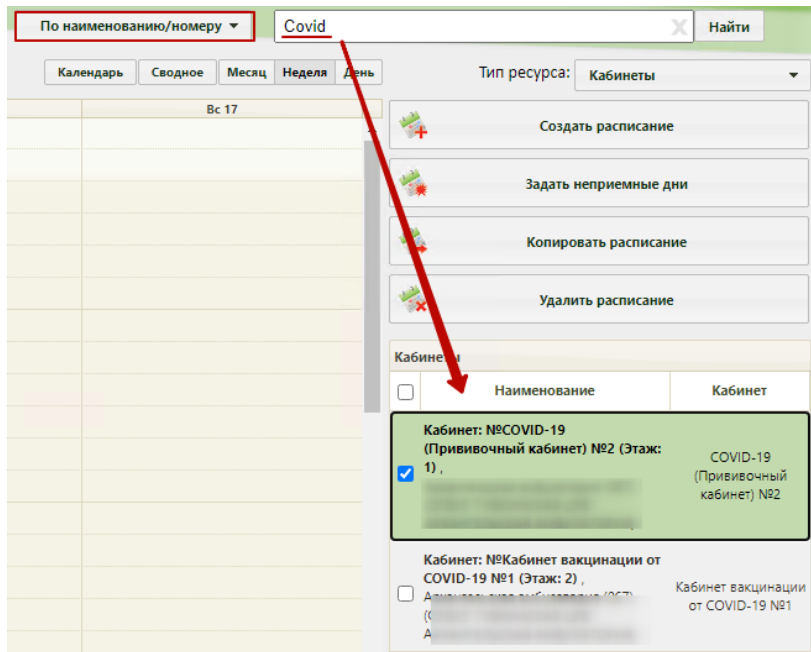 По наименованию/номеру
Covid
Найти
Календарь
Сводное
Месяц
Неделя
День
Тип ресурса:
Кабинеты
Вс 17
Создать расписание
Задать неприемные дни
Копировать расписание
Удалить расписание
Кабинеты
Наименование
Кабинет
Кабинет: №COVID-19
(Прививочный кабинет) №2 (Этаж:
1) ,
COVID-19
(Прививочный
кабинет) №2
Кабинет: №Кабинет вакцинации от
COVID-19 №1 (Этаж: 2) ,
Кабинет вакцинации
от COVID-19 №1